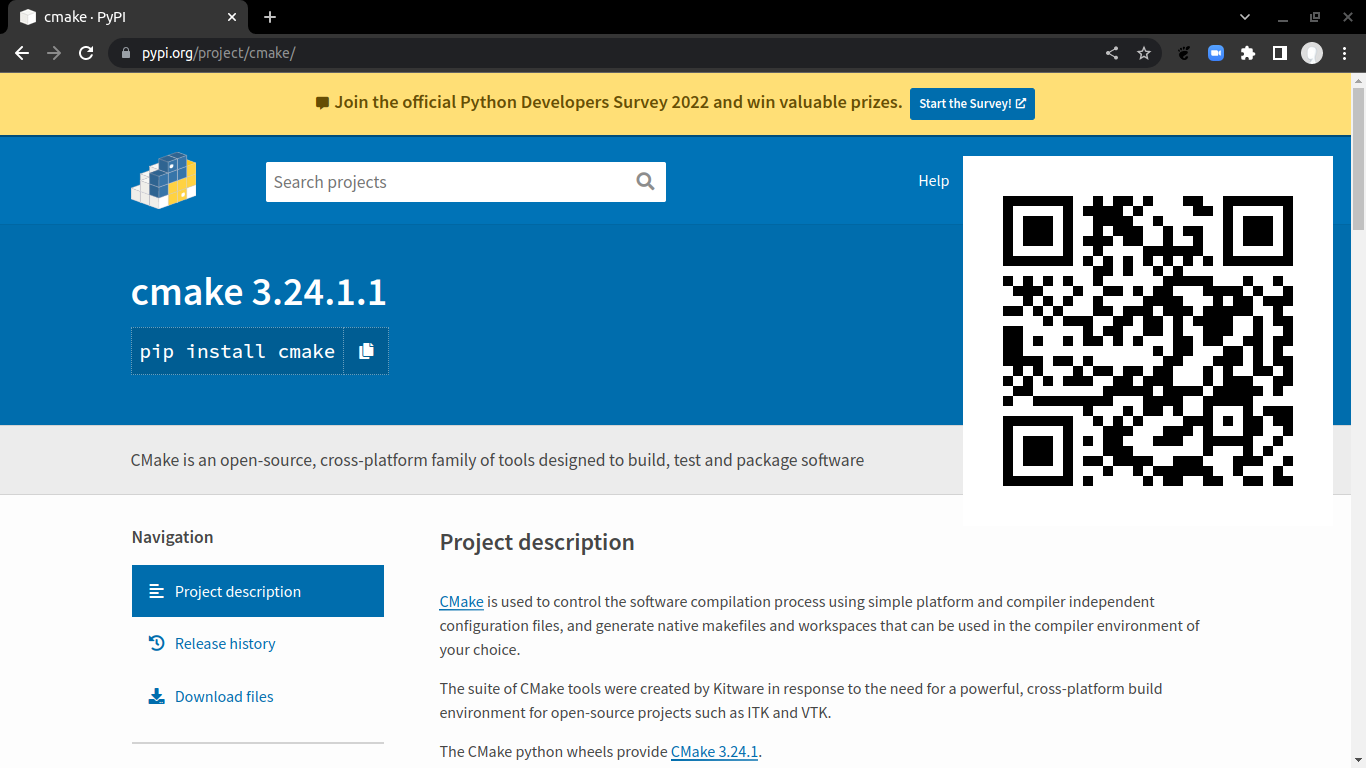 cmake · PyPI
pypi.org/project/cmake/
Join the official Python Developers Survey 2022 and win valuable prizes. Start the Survey!
Search projects
Help
cmake 3.24.1.1
pip install cmake
CMake is an open-source, cross-platform family of tools designed to build, test and package software
Navigation
Project description
Release history
Download files
Project description
CMake is used to control the software compilation process using simple platform and compiler independent
configuration files, and generate native makefiles and workspaces that can be used in the compiler environment of
your choice.
The suite of CMake tools were created by Kitware in response to the need for a powerful, cross-platform build
environment for open-source projects such as ITK and VTK.
The CMake python wheels provide CMake 3.24.1.